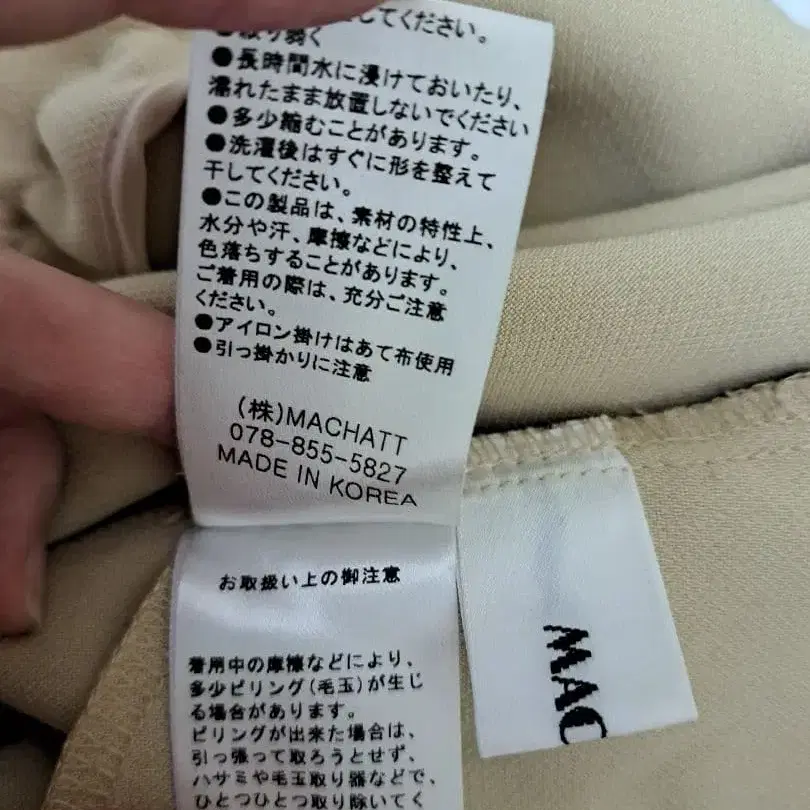 してください。
●絞り弱く
●長時間水に浸けておいたり、
濡れたまま放置しないでください
●多少縮むことがあります。
●洗濯後はすぐに形を整えて
干してください。
●この製品は、素材の特性上、
水分や汗、摩擦などにより、
色落ちすることがあります。
ご着用の際は、充分ご注意
ください。
●アイロン掛けはあて布使用
●引っ掛かりに注意
(株)MACHATT
078-855-5827
MADE IN KOREA
お取扱い上の御注意
着用中の摩擦などにより、
多少ピリング(毛玉)が生じ
る場合があります。
ピリングが出来た場合は、
引っ張って取ろうとせず、
ハサミや毛玉取り器などで、
ひとつひとつ取り除いてく
MAC